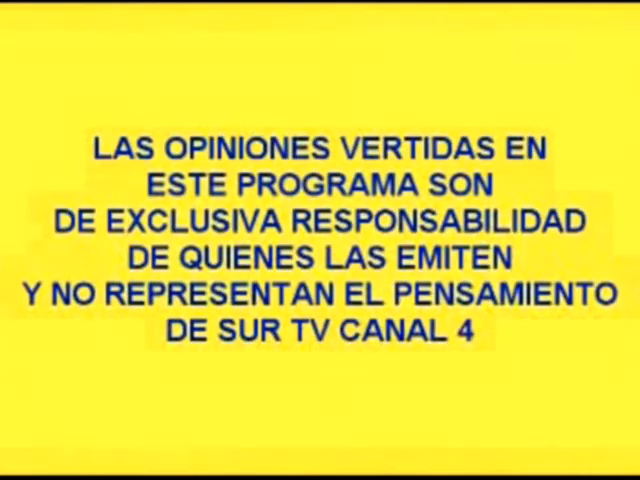 LAS OPINIONES VERTIDAS EN
ESTE PROGRAMA SON
DE EXCLUSIVA RESPONSABILIDAD
DE QUIENES LAS EMITEN
Y NO REPRESENTAN EL PENSAMIENTO
DE SUR TV CANAL 4